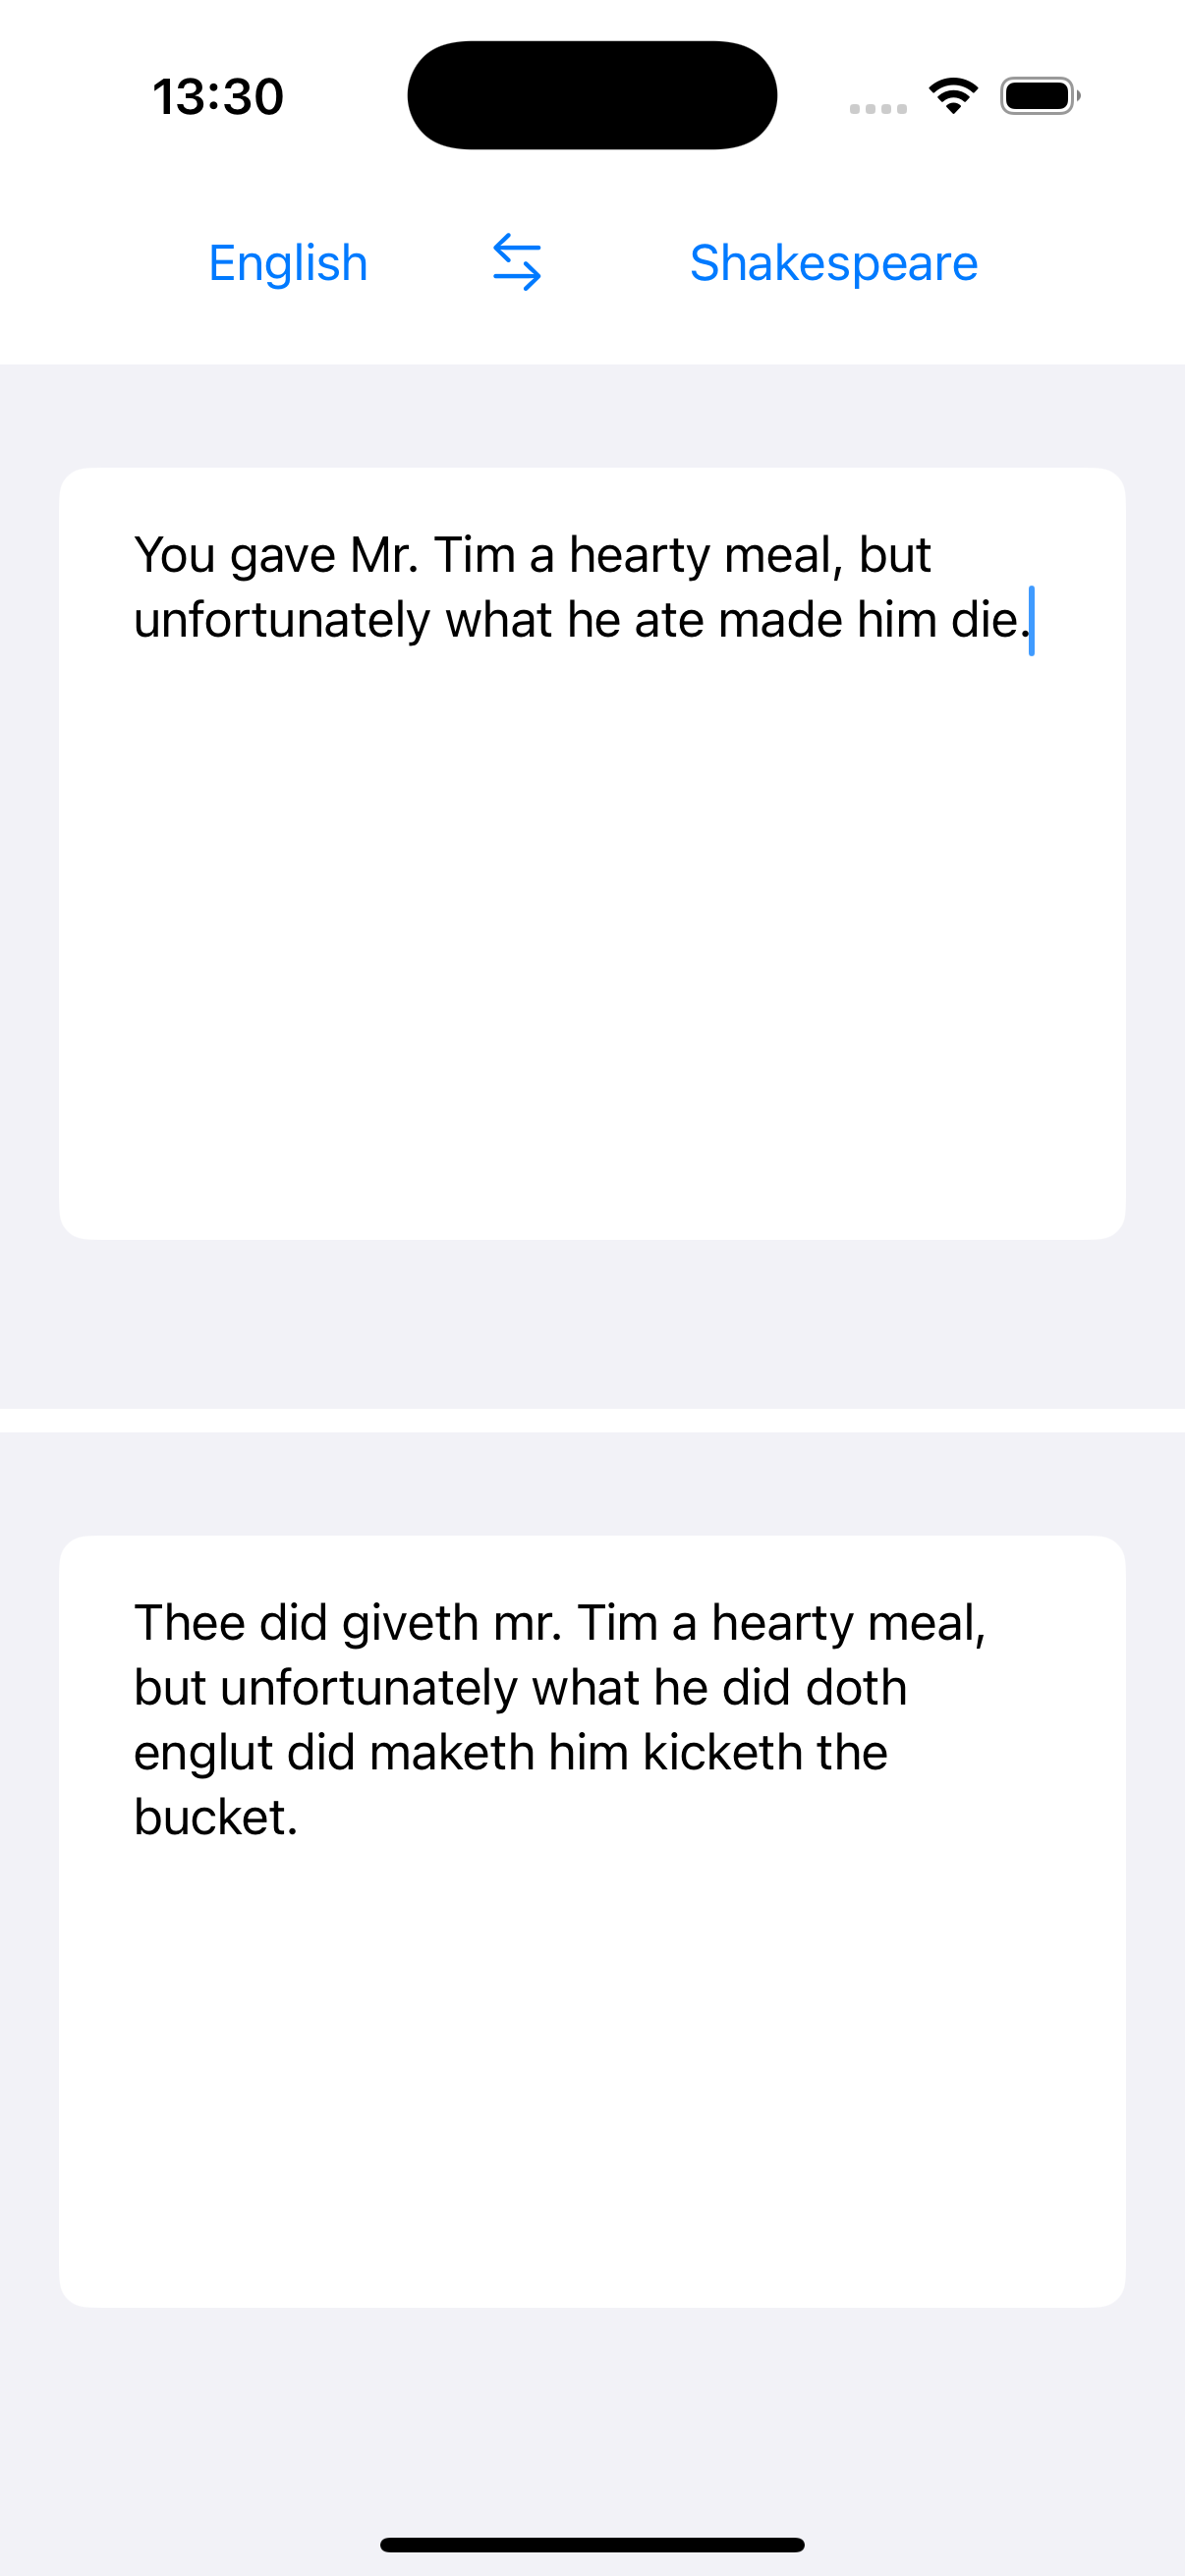 13:30
English
Shakespeare
You gave Mr. Tim a hearty meal, but
unfortunately what he ate made him die.
Thee did giveth mr. Tim a hearty meal,
but unfortunately what he did doth
englut did maketh him kicketh the
bucket.